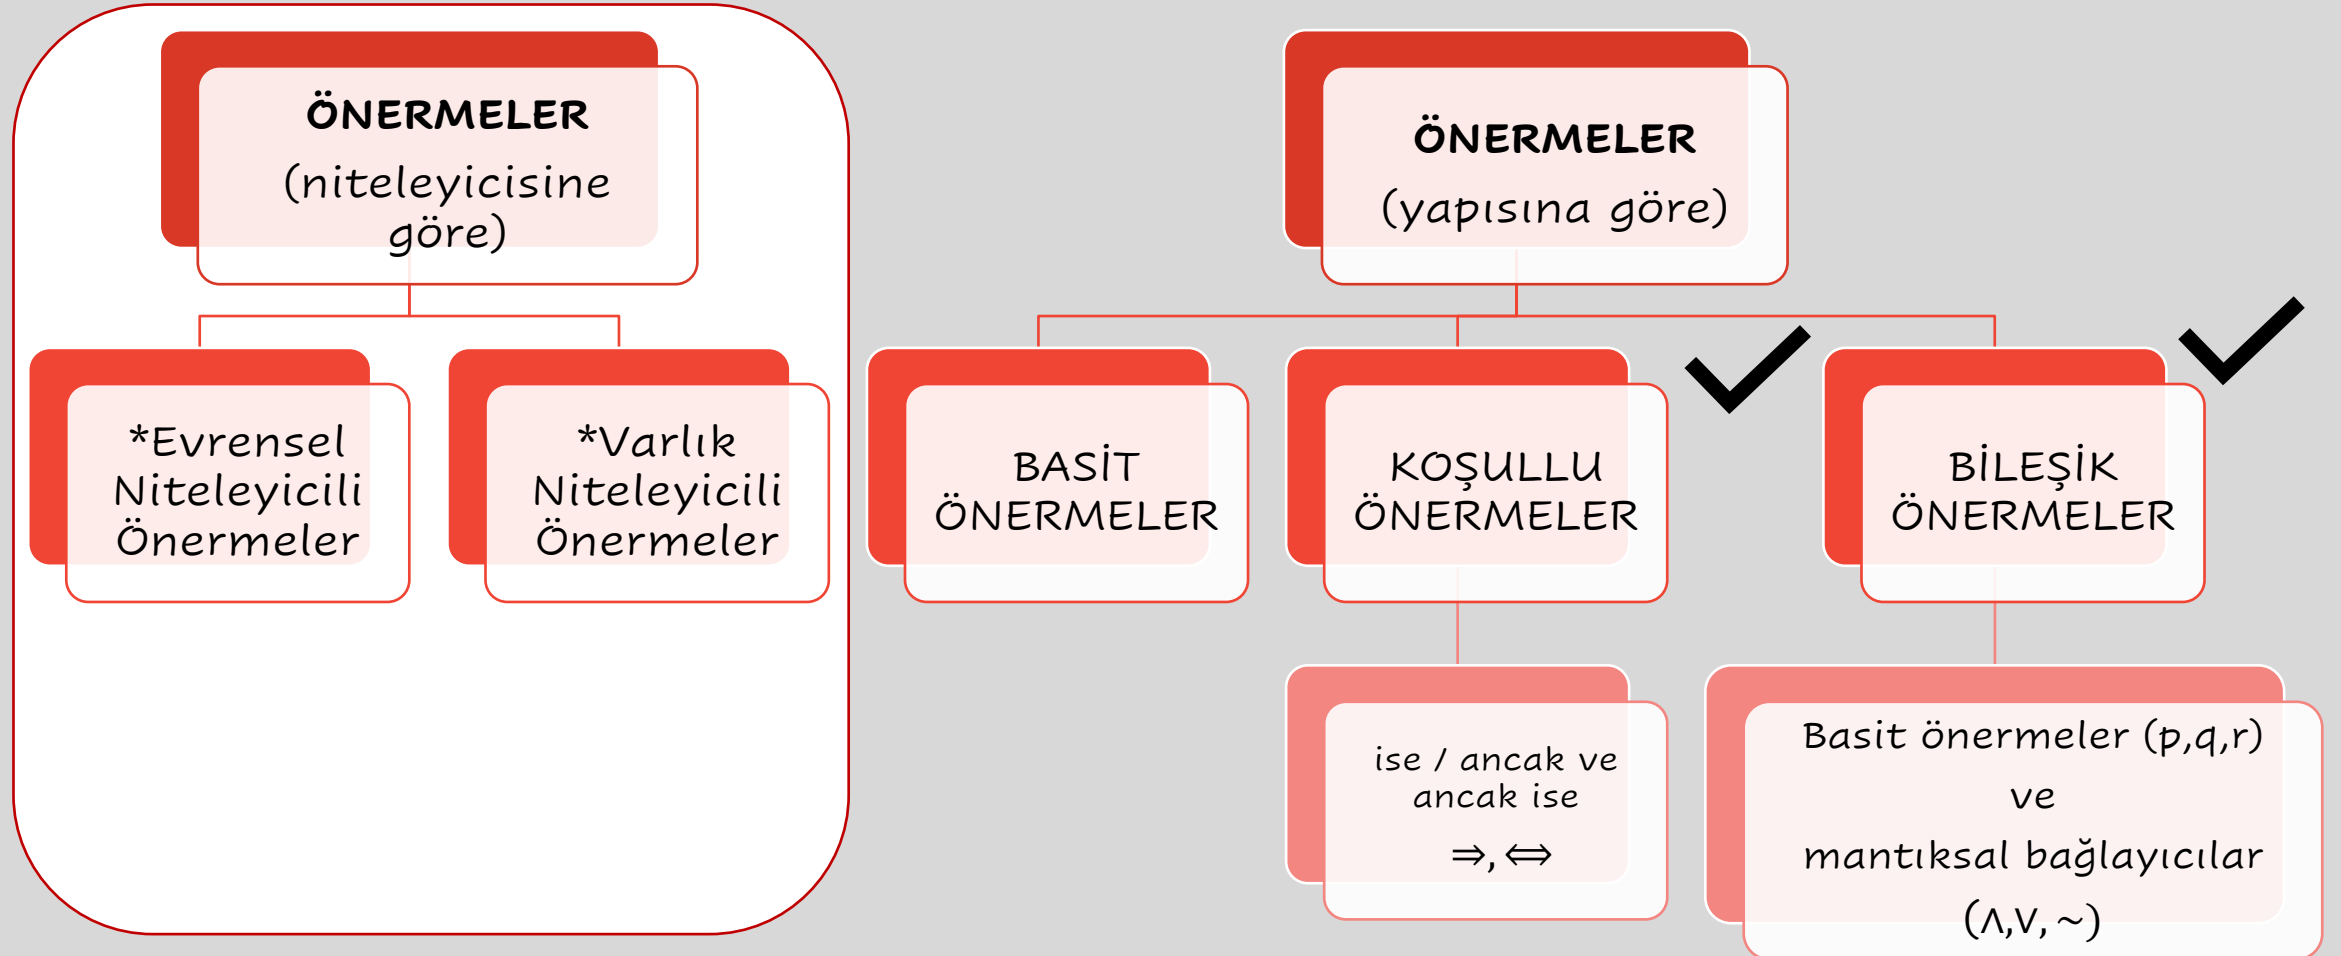 ÖNERMELER
(niteleyicisine
göre)
*Evrensel
Niteleyicili
Önermeler
*Varlık
Niteleyicili
Önermeler
ÖNERMELER
(yapısına göre)
BASİT
ÖNERMELER
KOŞULLU
ÖNERMELER
BİLEŞİK
ÖNERMELER
ise / ancak ve
ancak ise
⇒, ⟺
Basit önermeler (p,q,r)
ve
mantıksal bağlayıcılar
(Λ,V, ~)